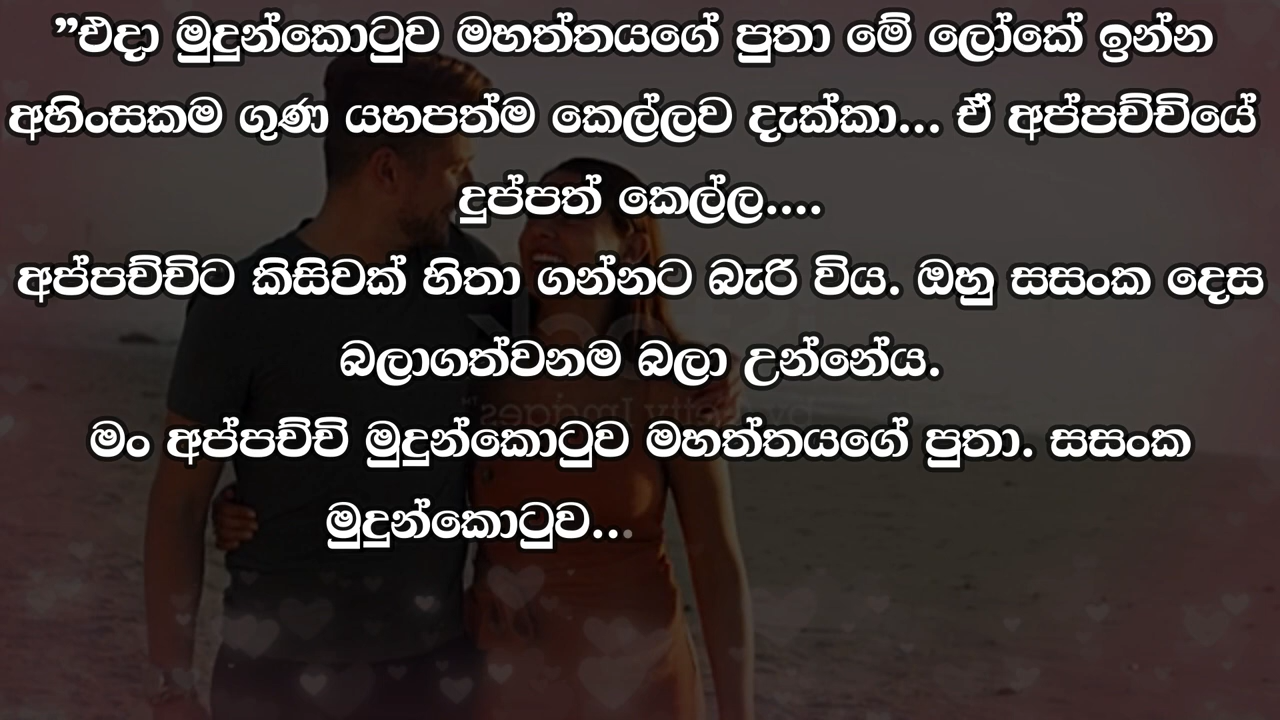 ”එදා මුදුන්කොටුව මහත්තයගේ පුතා මේ ලෝකේ ඉන්න
අහිංසකම ගුණ යහපත්ම කෙල්ලව දැක්කා... ඒ අප්පච්චියේ
දුප්පත් කෙල්ල....
අප්පච්චිට කිසිවක් හිතා ගන්නට බැරි විය. ඔහු සසංක දෙස
බලාගත්වනම බලා උන්නේය.
මං අප්පච්චි මුදුන්කොටුව මහත්තයගේ පුතා. සසංක
මුදුන්කොටුව...